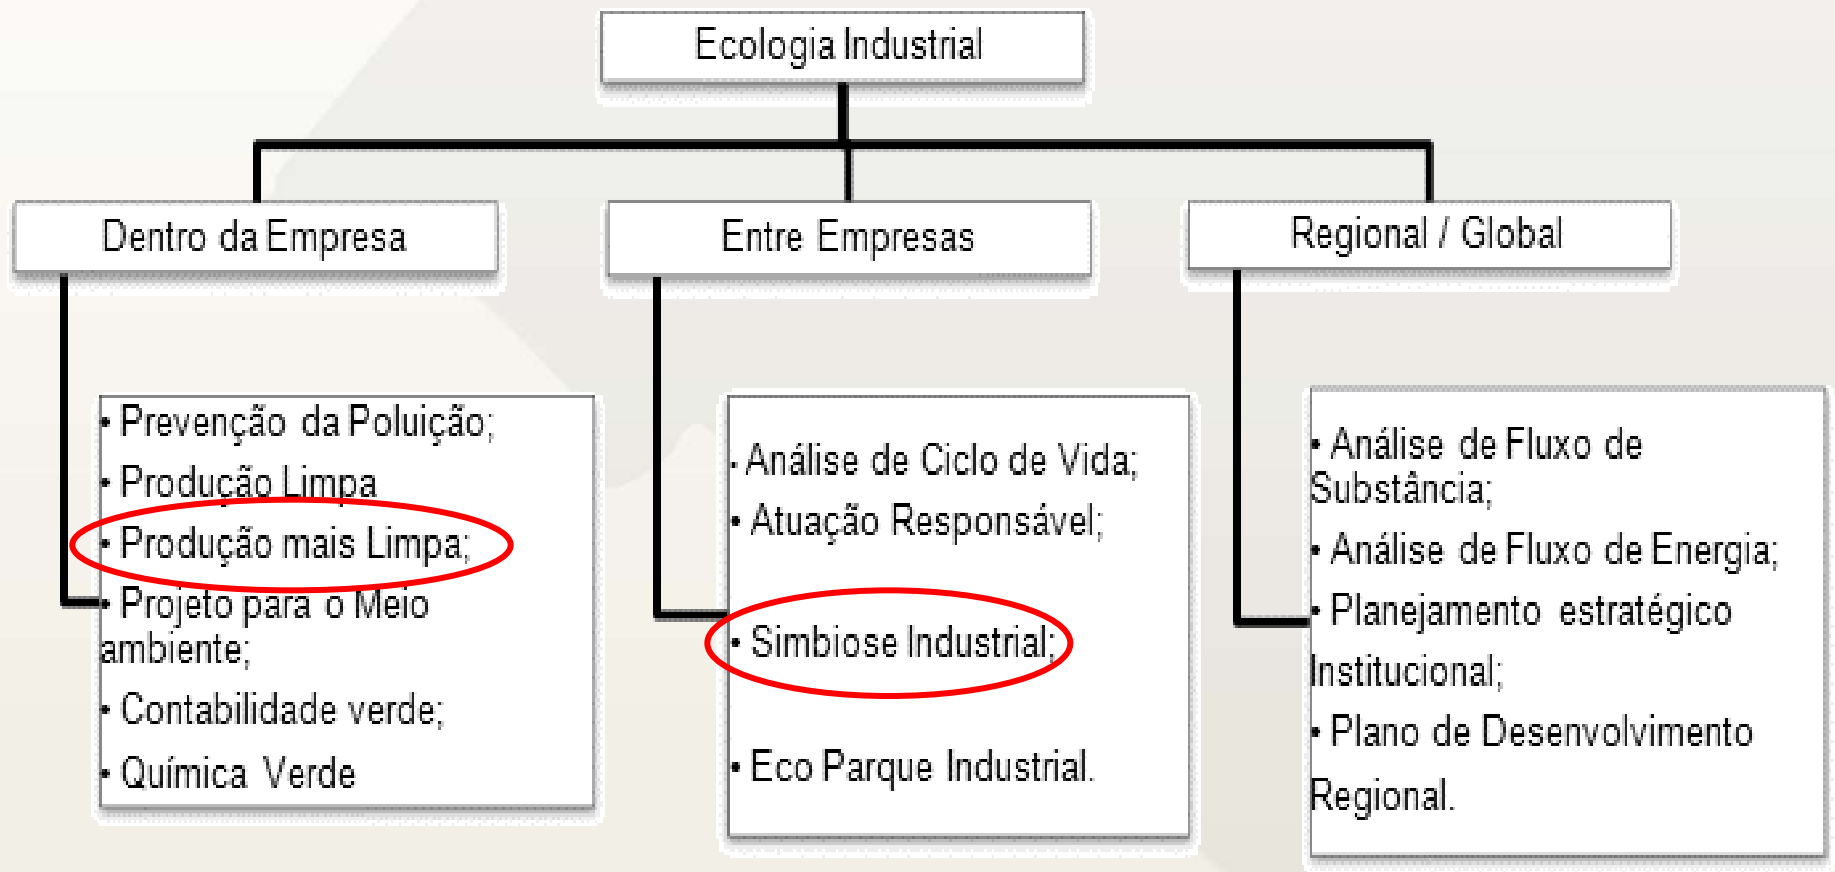 Ecologia Industrial
Dentro da Empresa
• Prevenção da Poluição;
• Produção Limpa
• Produção mais Limpa;
• Projeto para o Meio
ambiente;
• Contabilidade verde;
• Química Verde
Entre Empresas
• Análise de Ciclo de Vida;
• Atuação Responsável;
• Simbiose Industrial;
• Eco Parque Industrial.
Regional / Global
• Análise de Fluxo de
Substância;
• Análise de Fluxo de Energia;
• Planejamento estratégico
Institucional;
• Plano de Desenvolvimento
Regional.